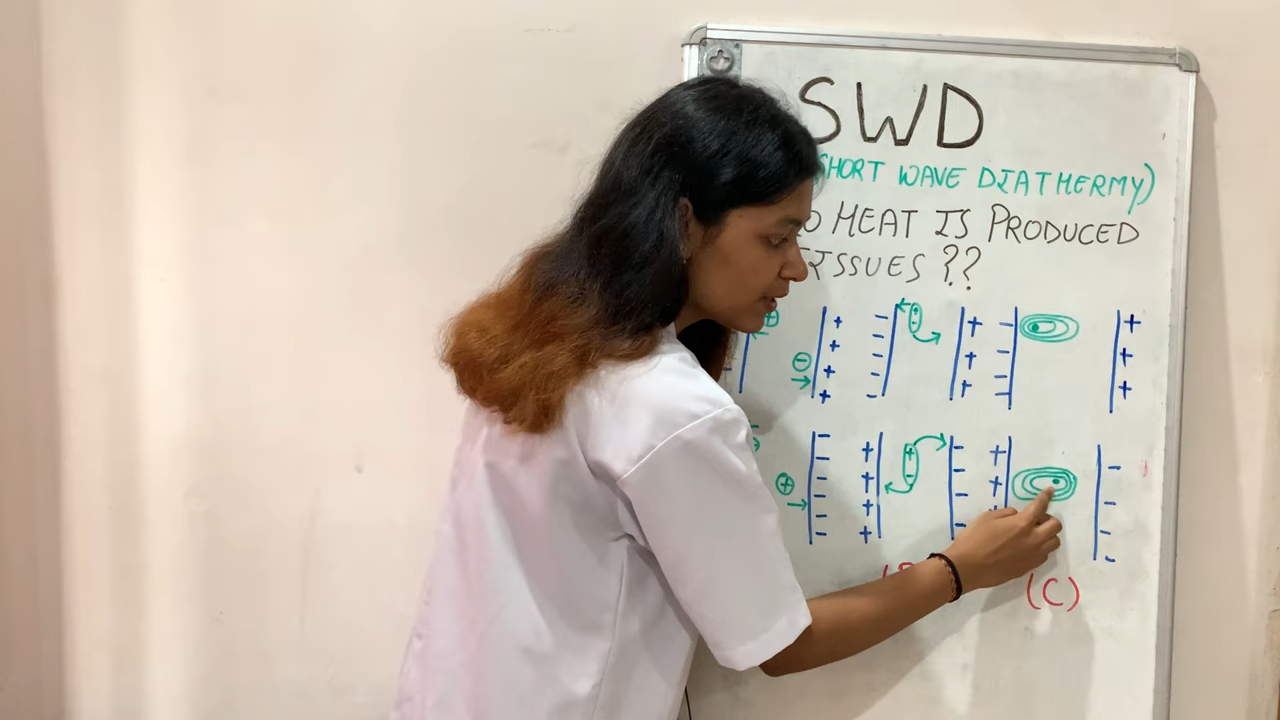 SWD
SHORT WAVE DIATHERMY)
O HEAT IS PRODUCED
TISSUES ??
(C)